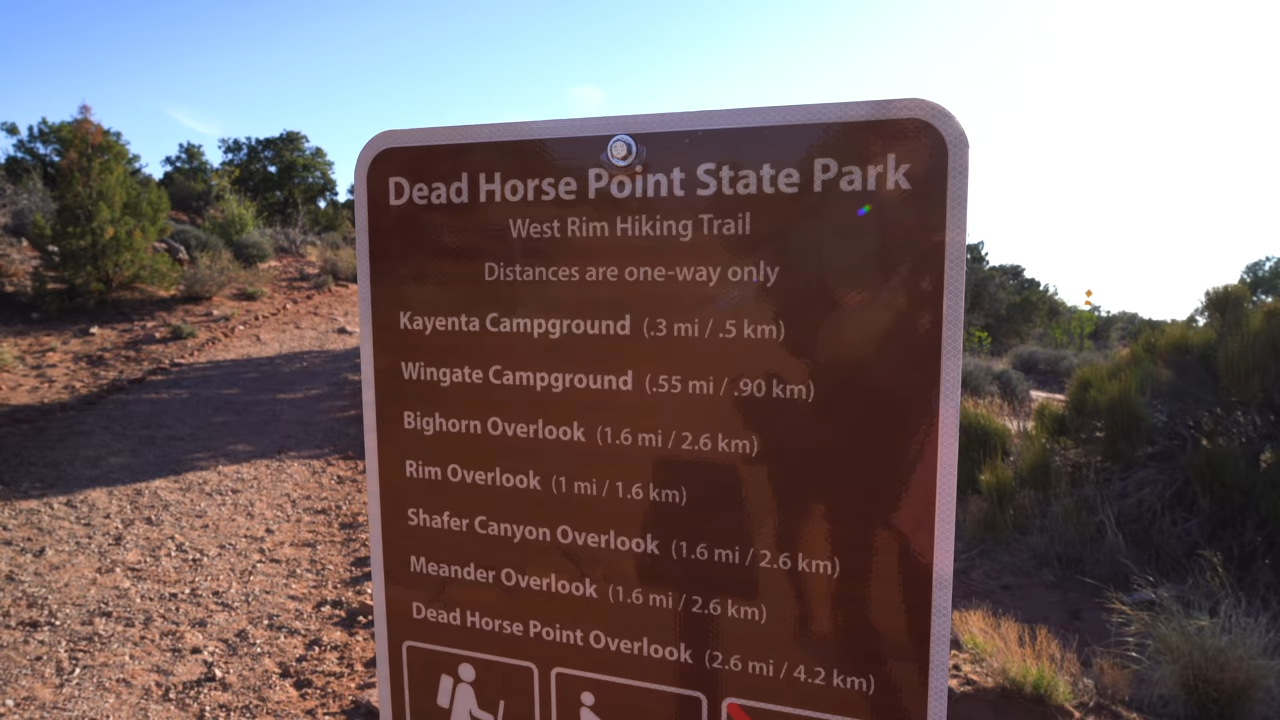 Dead Horse Point State Park
West Rim Hiking Trail
Distances are one-way only
Kayenta Campground (.3 mi / .5 km)
Wingate Campground (.55 mi / .90 km)
Bighorn Overlook (1.6 mi / 2.6 km)
Rim Overlook (1 mi / 1.6 km)
Shafer Canyon Overlook (1.6 mi / 2.6 km)
Meander Overlook (1.6 mi / 2.6 km)
Dead Horse Point Overlook (2.6 mi / 4.2 km)